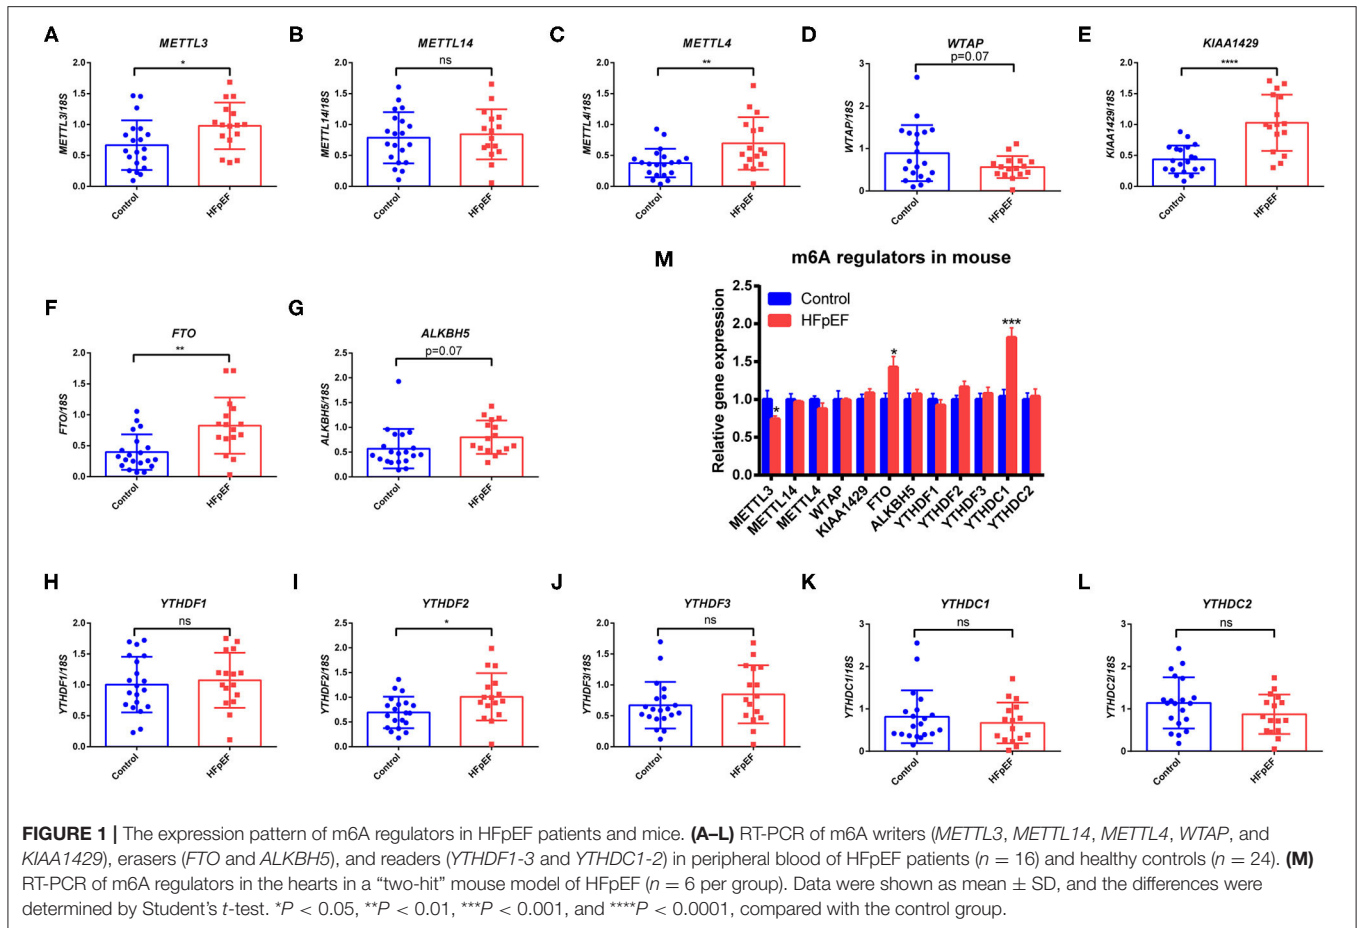 A
METTL3
*
METTL3/18S
2.0
1.5
1.0
0.5
0.0
Control
HFpEF
B
METTL14
ns
METTL14/18S
2.0
1.5
1.0
0.5
0.0
Control
HFpEF
C
METTL4
**
METTL4/18S
2.0
1.5
1.0
0.5
0.0
Control
HFpEF
D
WTAP
p=0.07
WTAP/18S
3
2
1
0
Control
HFpEF
E
KIAA1429
****
KIAA1429/18S
2.0
1.5
1.0
0.5
0.0
Control
HFpEF
F
FTO
**
FTO/18S
2.0
1.5
1.0
0.5
0.0
Control
HFpEF
G
ALKBH5
p=0.07
ALKBH5/18S
2.5
2.0
1.5
1.0
0.5
0.0
Control
HFpEF
M
m6A regulators in mouse
Relative gene expression
2.5
2.0
1.5
1.0
0.5
0.0
Control
HFpEF
*
*
***
METTL3
METTL14
METTL4
WTAP
KIAA1429
FTO
ALKBH5
YTHDF1
YTHDF2
YTHDF3
YTHDC1
YTHDC2
H
YTHDF1
ns
YTHDF1/18S
2.0
1.5
1.0
0.5
0.0
Control
HFpEF
I
YTHDF2
*
YTHDF2/18S
2.5
2.0
1.5
1.0
0.5
0.0
Control
HFpEF
J
YTHDF3
ns
YTHDF3/18S
2.0
1.5
1.0
0.5
0.0
Control
HFpEF
K
YTHDC1
ns
YTHDC1/18S
3
2
1
0
Control
HFpEF
L
YTHDC2
ns
YTHDC2/18S
3
2
1
0
Control
HFpEF
FIGURE 1 | The expression pattern of m6A regulators in HFpEF patients and mice. (A–L) RT-PCR of m6A writers (METTL3, METTL14, METTL4, WTAP, and
KIAA1429), erasers (FTO and ALKBH5), and readers (YTHDF1-3 and YTHDC1-2) in peripheral blood of HFpEF patients (n = 16) and healthy controls (n = 24). (M)
RT-PCR of m6A regulators in the hearts in a “two-hit” mouse model of HFpEF (n = 6 per group). Data were shown as mean ± SD, and the differences were
determined by Student’s t-test. *P < 0.05, **P < 0.01, ***P < 0.001, and ****P < 0.0001, compared with the control group.